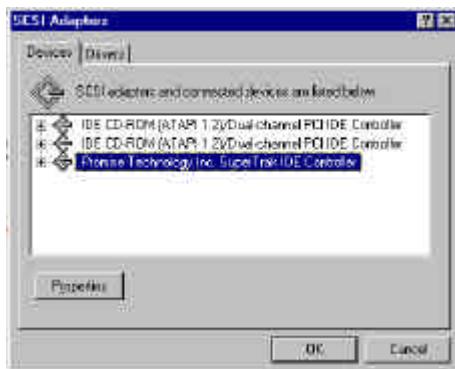 SCSI Adapters
Devices Drivers
SCSI adapters and connected devices are listed below
IDE CD-ROM (ATAPI 1.2)/Dual-channel PCI IDE Controller
IDE CD-ROM (ATAPI 1.2)/Dual-channel PCI IDE Controller
Promise Technology Inc. SuperTrak IDE Controller
Properties
OK Cancel